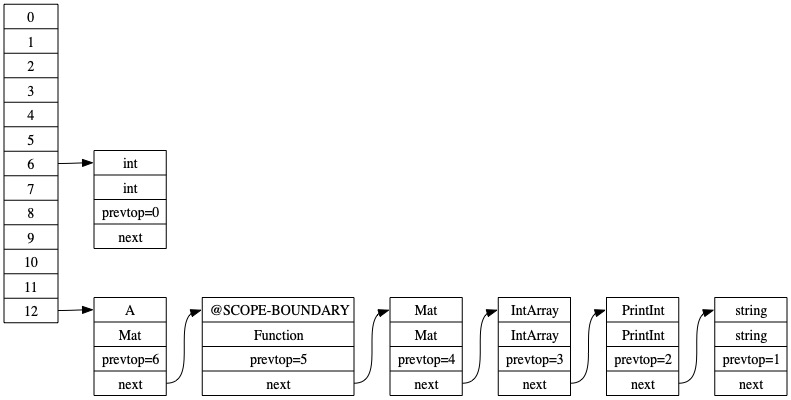 0
1
2
3
4
5
6
7
8
9
10
11
12
int
int
prevtop=0
next
A
Mat
prevtop=6
next
@SCOPE-BOUNDARY
Function
prevtop=5
next
Mat
Mat
prevtop=4
next
IntArray
IntArray
prevtop=3
next
PrintInt
PrintInt
prevtop=2
next
string
string
prevtop=1
next